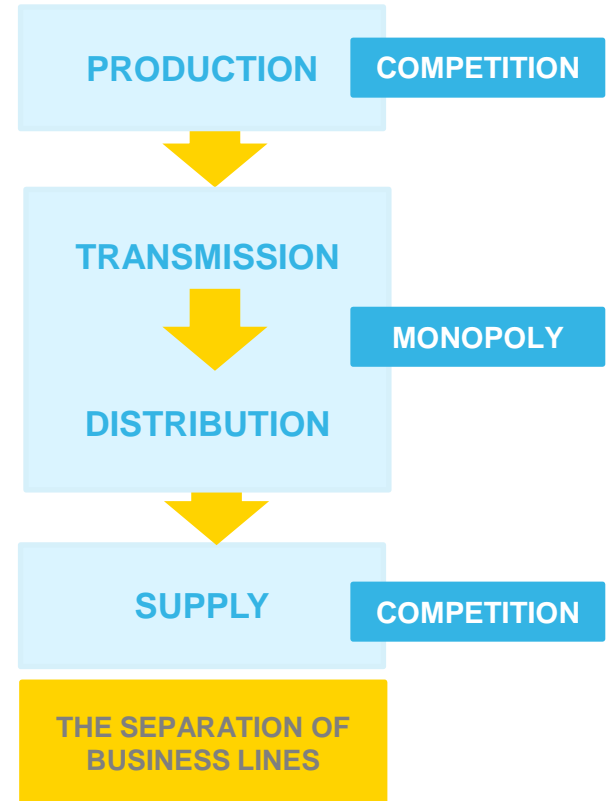 PRODUCTION
COMPETITION
TRANSMISSION
MONOPOLY
DISTRIBUTION
SUPPLY
COMPETITION
THE SEPARATION OF
BUSINESS LINES